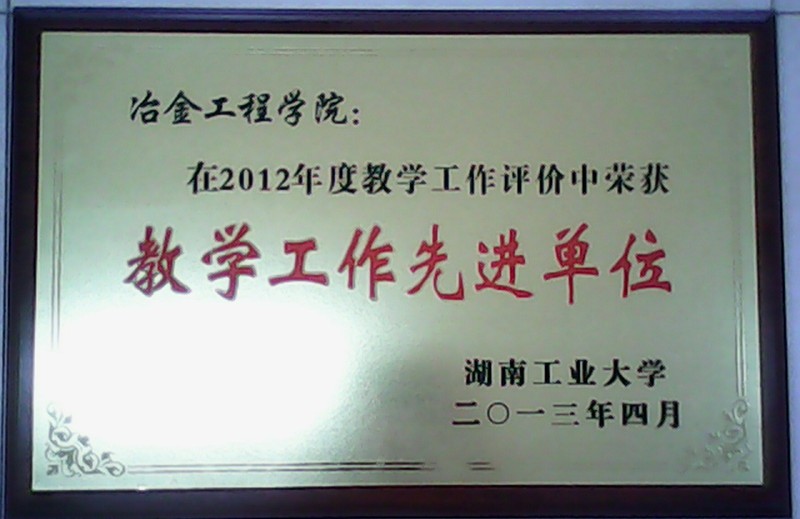 冶金工程学院：
在2012年度教学工作评价中荣获
教学工作先进单位
湖南工业大学
二〇一三年四月